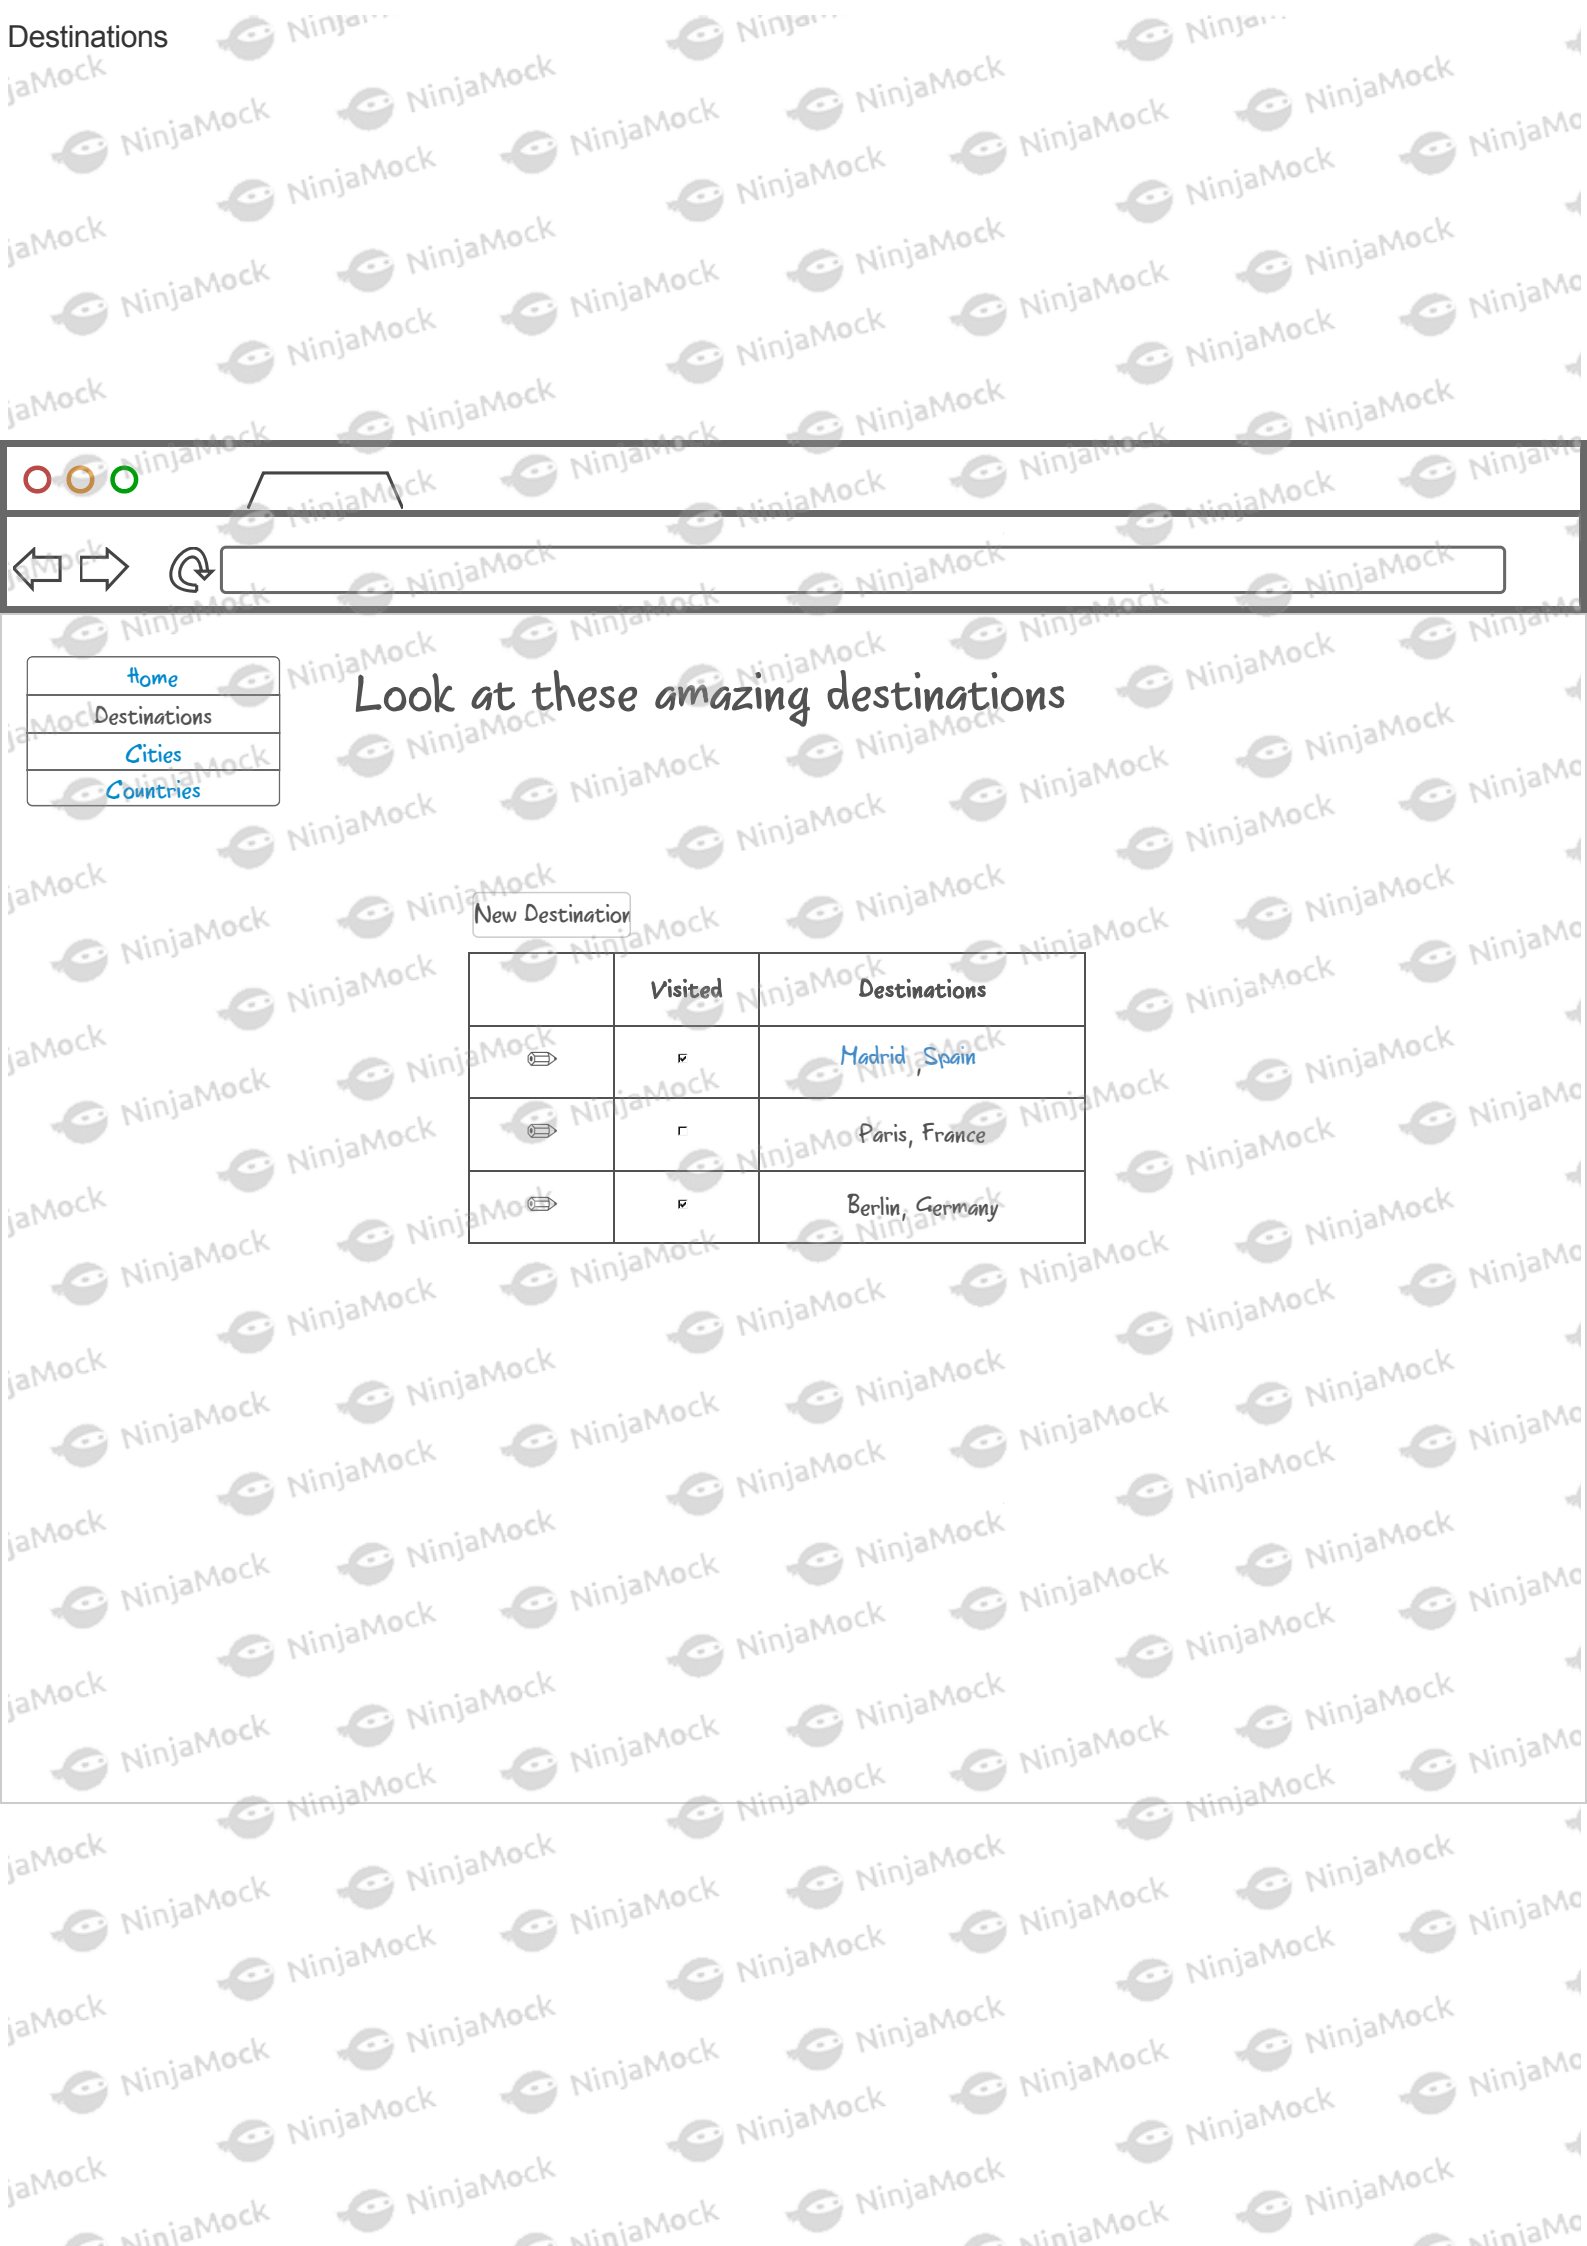 Destinations
Home
Destinations
Cities
Countries
Look at these amazing destinations
New Destination
Visited Destinations
Madrid , Spain
Paris, France
Berlin, Germany
NinjaMock